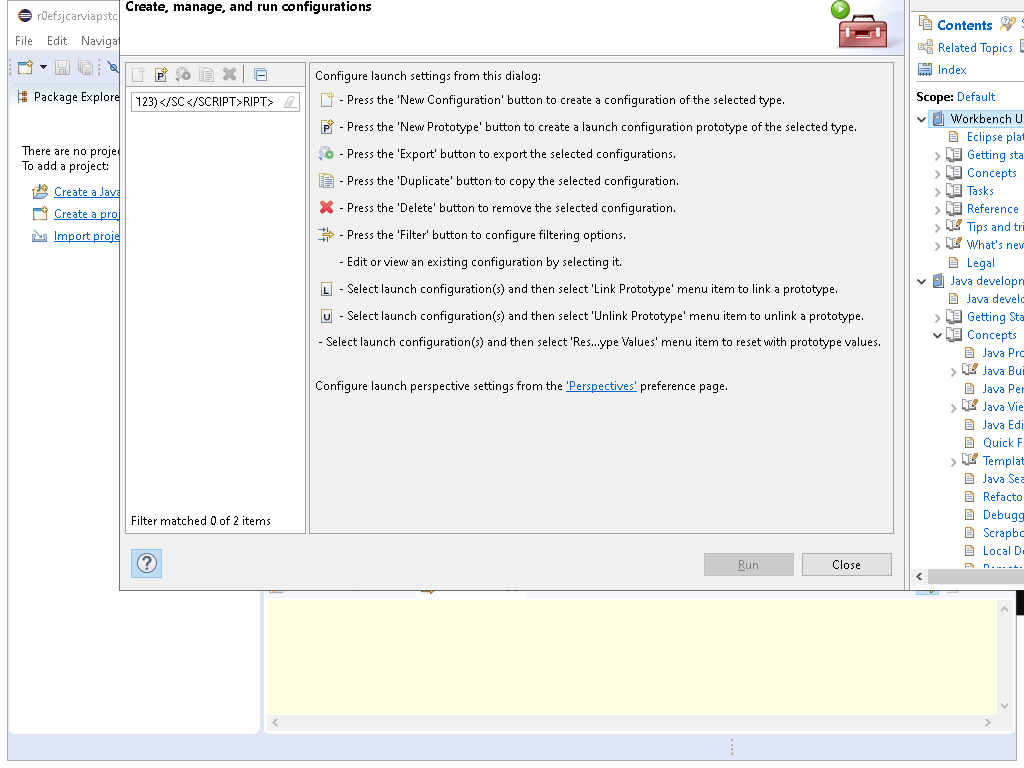 Create, manage, and run configurations
r0efsjcarviapstc
File Edit Navigat
Package Explore
There are no projec
To add a project:
Create a Java
Create a proj
Import proje
123)</SC</SCRIPT>RIPT>
Filter matched 0 of 2 items
Configure launch settings from this dialog:
- Press the 'New Configuration' button to create a configuration of the selected type.
P - Press the 'New Prototype' button to create a launch configuration prototype of the selected type.
- Press the 'Export' button to export the selected configurations.
- Press the 'Duplicate' button to copy the selected configuration.
- Press the 'Delete' button to remove the selected configuration.
- Press the 'Filter' button to configure filtering options.
- Edit or view an existing configuration by selecting it.
L - Select launch configuration(s) and then select 'Link Prototype' menu item to link a prototype.
U - Select launch configuration(s) and then select 'Unlink Prototype' menu item to unlink a prototype.
- Select launch configuration(s) and then select 'Res...ype Values' menu item to reset with prototype values.
Configure launch perspective settings from the 'Perspectives' preference page.
?
Run Close
Contents
Related Topics
Index
Scope: Default
Workbench U
Eclipse plat
Getting sta
Concepts
Tasks
Reference
Tips and tri
What's new
Legal
Java developn
Java develo
Getting Sta
Concepts
Java Pro
Java Bui
Java Per
Java Vie
Java Edi
Quick F
Templat
Java Sea
Refacto
Debugg
Scrapbo
Local De